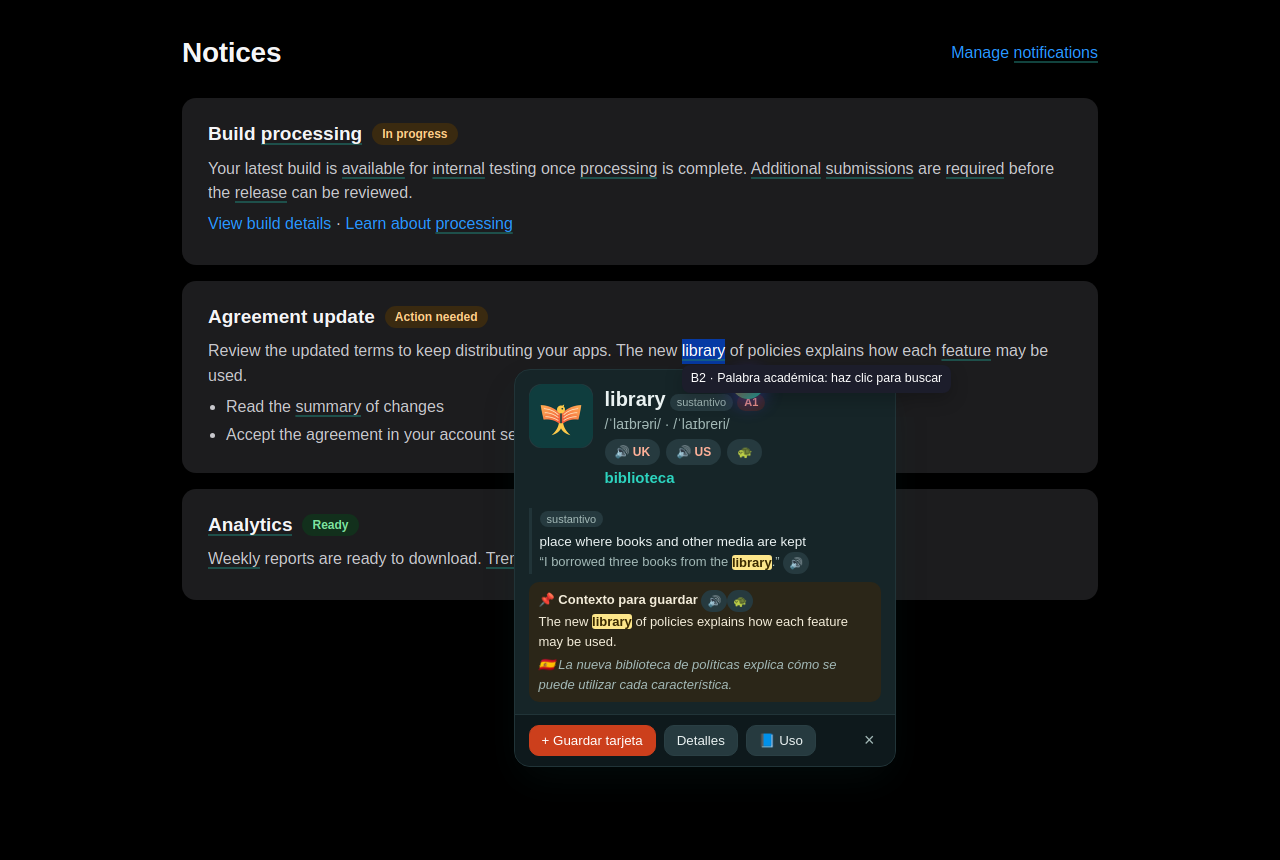 Notices
Manage notifications
Build processing In progress
Your latest build is available for internal testing once processing is complete. Additional submissions are required before
the release can be reviewed.
View build details · Learn about processing
Agreement update Action needed
Review the updated terms to keep distributing your apps. The new library of policies explains how each feature may be
used.
B2 · Palabra académica: haz clic para buscar
Read the summary of changes
Accept the agreement in your account se
Analytics Ready
Weekly reports are ready to download. Tren
library sustantivo A1
/ˈlaɪbrəri/ · /ˈlaɪbreri/
🔊 UK 🔊 US 🐢
biblioteca
sustantivo
place where books and other media are kept
“I borrowed three books from the library.” 🔊
📌 Contexto para guardar 🔊 🐢
The new library of policies explains how each feature
may be used.
🇪🇸 La nueva biblioteca de políticas explica cómo se
puede utilizar cada característica.
+ Guardar tarjeta Detalles 📘 Uso ×